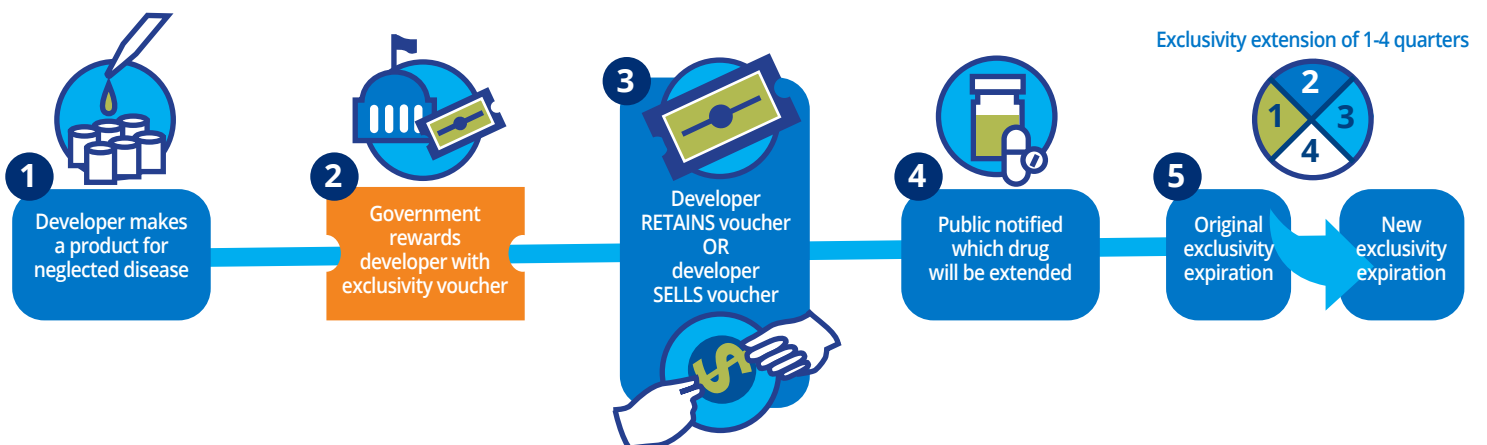 1
Developer makes
a product for
neglected disease
2
Government
rewards
developer with
exclusivity voucher
3
Developer
RETAINS voucher
OR
developer
SELLS voucher
$
4
Public notified
which drug
will be extended
Exclusivity extension of 1-4 quarters
2
1
3
4
5
Original
exclusivity
expiration
New
exclusivity
expiration